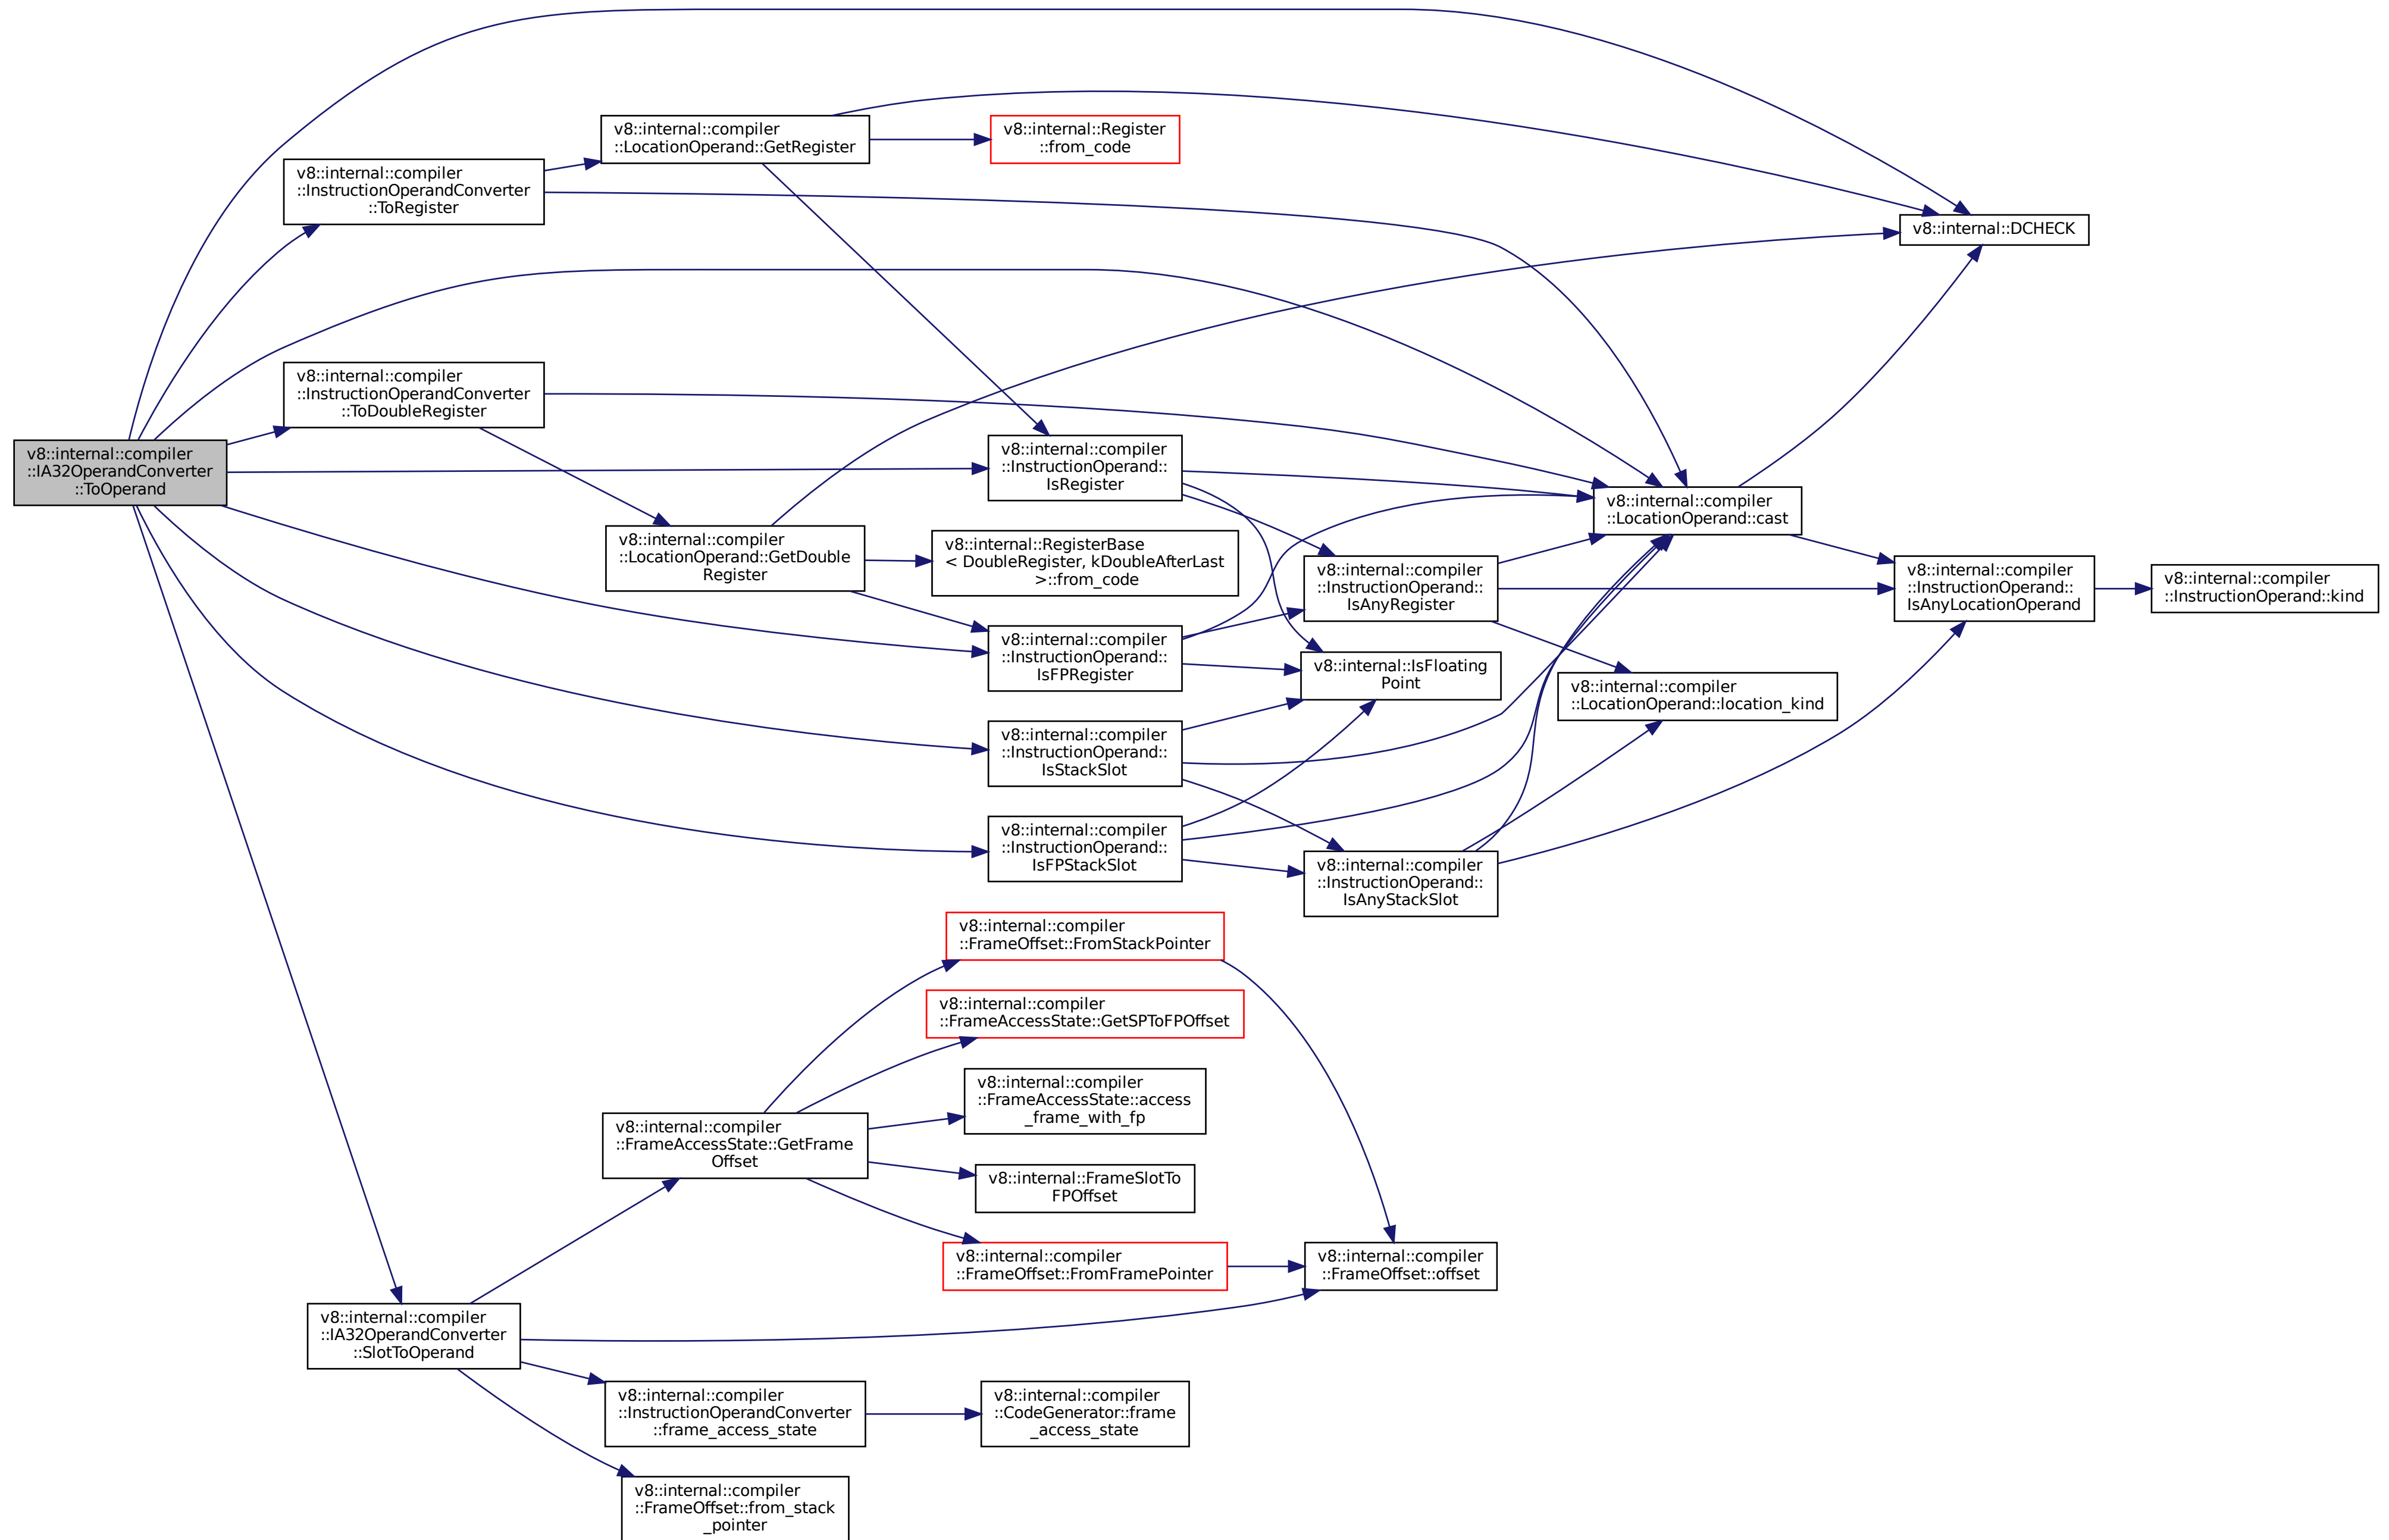 v8::internal::compiler
::IA32OperandConverter
::ToOperand
v8::internal::compiler
::InstructionOperandConverter
::ToRegister
v8::internal::compiler
::InstructionOperandConverter
::ToDoubleRegister
v8::internal::compiler
::IA32OperandConverter
::SlotToOperand
v8::internal::compiler
::LocationOperand::GetRegister
v8::internal::compiler
::LocationOperand::GetDouble
Register
v8::internal::compiler
::FrameAccessState::GetFrame
Offset
v8::internal::compiler
::InstructionOperandConverter
::frame_access_state
v8::internal::compiler
::FrameOffset::from_stack
_pointer
v8::internal::Register
::from_code
v8::internal::compiler
::InstructionOperand::
IsRegister
v8::internal::RegisterBase
< DoubleRegister, kDoubleAfterLast
>::from_code
v8::internal::compiler
::InstructionOperand::
IsFPRegister
v8::internal::compiler
::InstructionOperand::
IsStackSlot
v8::internal::compiler
::InstructionOperand::
IsFPStackSlot
v8::internal::compiler
::FrameOffset::FromStackPointer
v8::internal::compiler
::FrameAccessState::GetSPToFPOffset
v8::internal::compiler
::FrameAccessState::access
_frame_with_fp
v8::internal::FrameSlotTo
FPOffset
v8::internal::compiler
::FrameOffset::FromFramePointer
v8::internal::compiler
::CodeGenerator::frame
_access_state
v8::internal::compiler
::InstructionOperand::
IsAnyRegister
v8::internal::IsFloating
Point
v8::internal::compiler
::InstructionOperand::
IsAnyStackSlot
v8::internal::compiler
::FrameOffset::offset
v8::internal::compiler
::LocationOperand::cast
v8::internal::compiler
::LocationOperand::location_kind
v8::internal::DCHECK
v8::internal::compiler
::InstructionOperand::
IsAnyLocationOperand
v8::internal::compiler
::InstructionOperand::kind